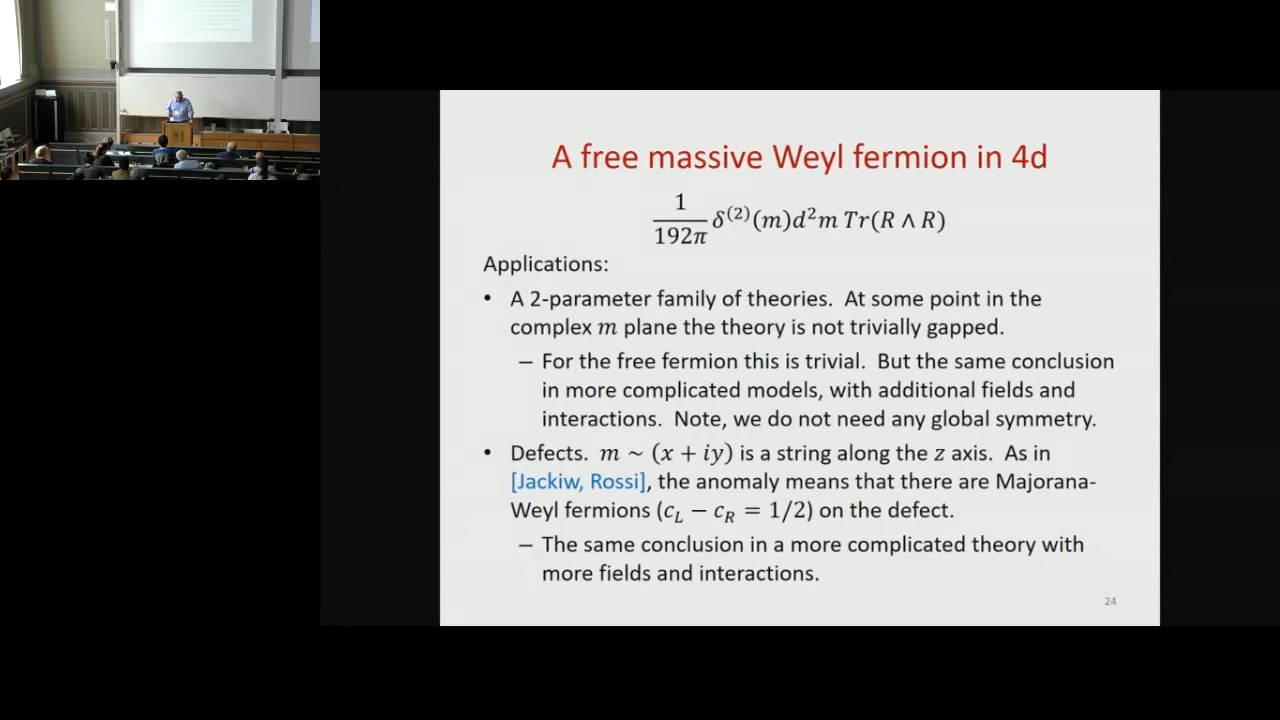 A free massive Weyl fermion in 4d
1/192π δ⁽²⁾(m)d²m Tr(R ∧ R)
Applications:
• A 2-parameter family of theories. At some point in the
complex m plane the theory is not trivially gapped.
– For the free fermion this is trivial. But the same conclusion
in more complicated models, with additional fields and
interactions. Note, we do not need any global symmetry.
• Defects. m ~ (x + iy) is a string along the z axis. As in
[Jackiw, Rossi], the anomaly means that there are Majorana-
Weyl fermions (c_L − c_R = 1/2) on the defect.
– The same conclusion in a more complicated theory with
more fields and interactions.
24